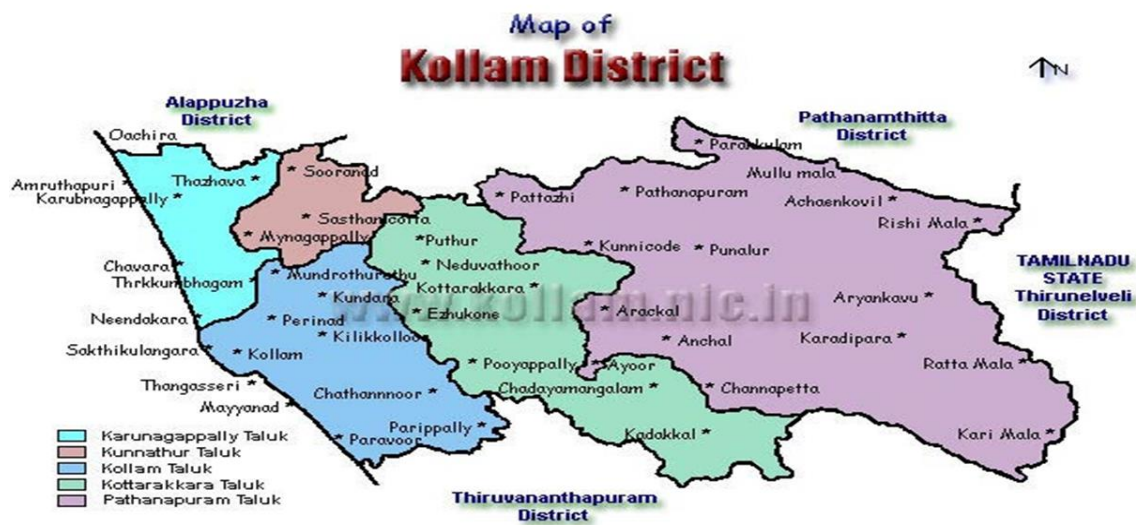 Map of
Kollam District
N
Alappuzha
District
Pathanamthitta
District
Oachira
Parakkulam
Thazhava
Sooranad
Mullu mala
Amruthapuri
Karubnagappally
Pattazhi
Pathanapuram
Achaenkovil
Sasthamcotta
Rishi Mala
Mynagappally
Puthur
Kunnicode
Punalur
Chavara
Mundrothuruthu
Neduvathoor
TAMILNADU
STATE
Thirunelveli
District
Thrkkumbhagam
Kottarakkara
Kundara
Aryankavu
www.kollam.nic.in
Neendakara
Perinad
Ezhukone
Arackal
Kilikkolloor
Anchal
Karadipara
Sakthikulangara
Kollam
Pooyappally
Ayoor
Ratta Mala
Thangasseri
Chathannnoor
Chadayamangalam
Channapetta
Mayyanad
Parippally
Kadakkal
Kari Mala
Paravoor
Karunagappally Taluk
Kunnathur Taluk
Kollam Taluk
Kottarakkara Taluk
Pathanapuram Taluk
Thiruvananthapuram
District